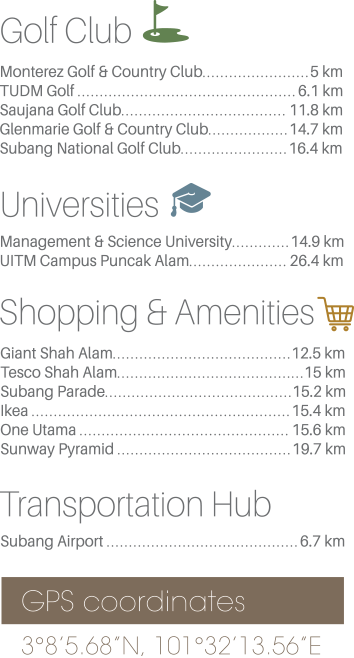 Golf Club
Monterez Golf & Country Club........................5 km
TUDM Golf ................................................. 6.1 km
Saujana Golf Club..................................... 11.8 km
Glenmarie Golf & Country Club.................. 14.7 km
Subang National Golf Club........................ 16.4 km
Universities
Management & Science University............. 14.9 km
UITM Campus Puncak Alam...................... 26.4 km
Shopping & Amenities
Giant Shah Alam........................................12.5 km
Tesco Shah Alam..........................................15 km
Subang Parade..........................................15.2 km
Ikea .......................................................... 15.4 km
One Utama ............................................... 15.6 km
Sunway Pyramid .......................................19.7 km
Transportation Hub
Subang Airport ........................................... 6.7 km
GPS coordinates
3°8’5.68”N, 101°32’13.56”E